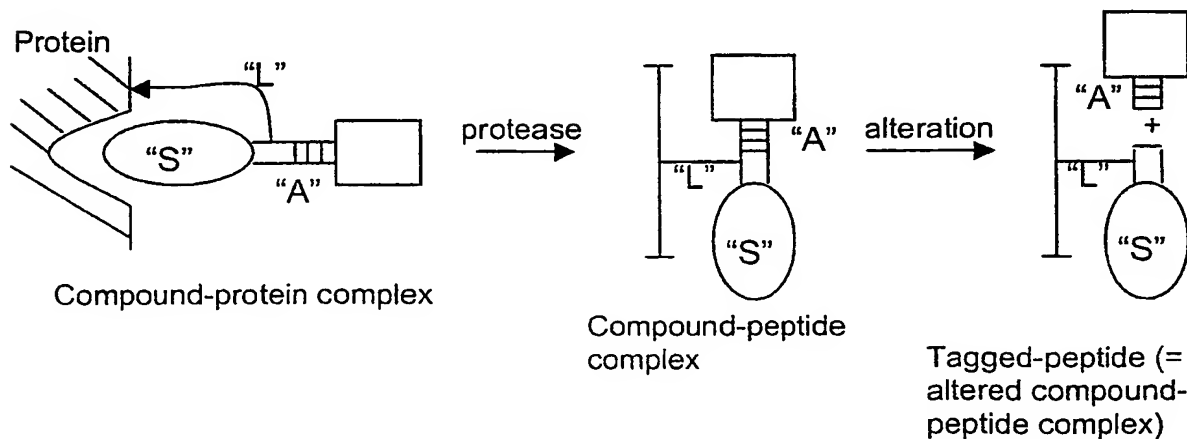 Protein
“L”
“S”
“A”
Compound-protein complex
protease
“A”
“L”
“S”
Compound-peptide
complex
alteration
“A”
+
“L”
“S”
Tagged-peptide (=
altered compound-
peptide complex)